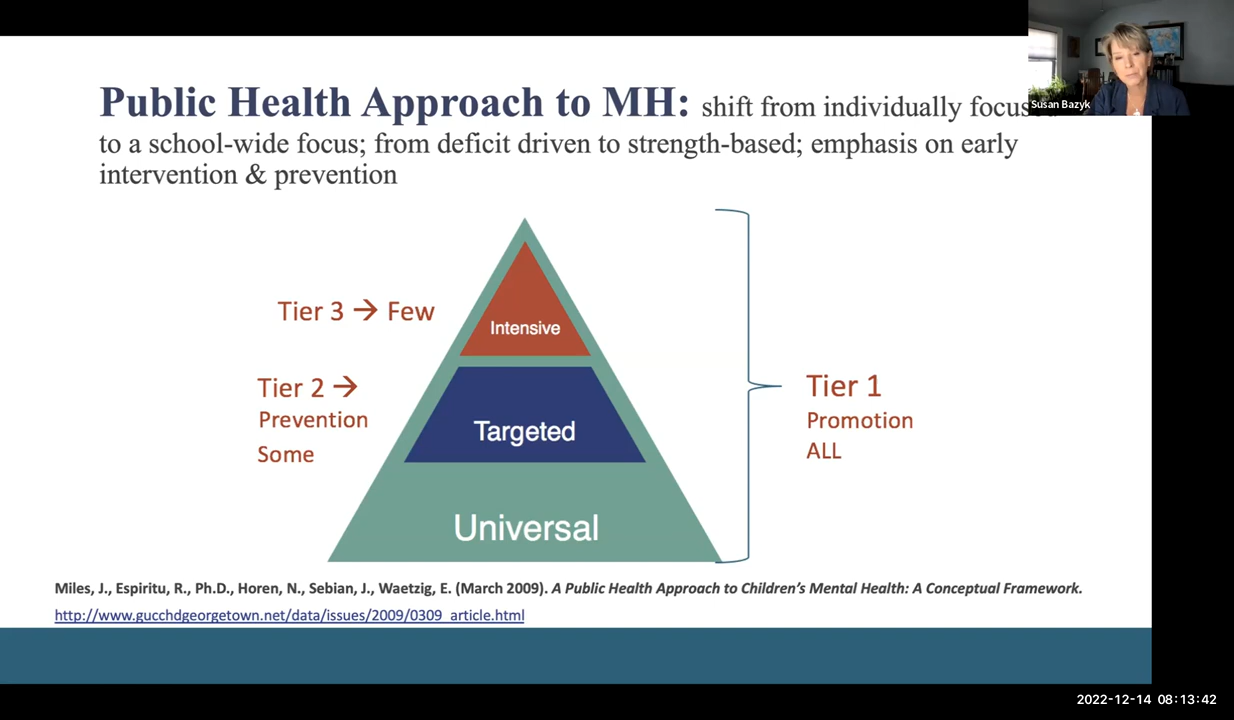 Public Health Approach to MH: shift from individually focus
to a school-wide focus; from deficit driven to strength-based; emphasis on early
intervention & prevention
Susan Bazyk
Tier 3 → Few
Intensive
Tier 2 →
Prevention
Some
Targeted
Tier 1
Promotion
ALL
Universal
Miles, J., Espiritu, R., Ph.D., Horen, N., Sebian, J., Waetzig, E. (March 2009). A Public Health Approach to Children’s Mental Health: A Conceptual Framework.
http://www.gucchdgeorgetown.net/data/issues/2009/0309_article.html
2022-12-14 08:13:42